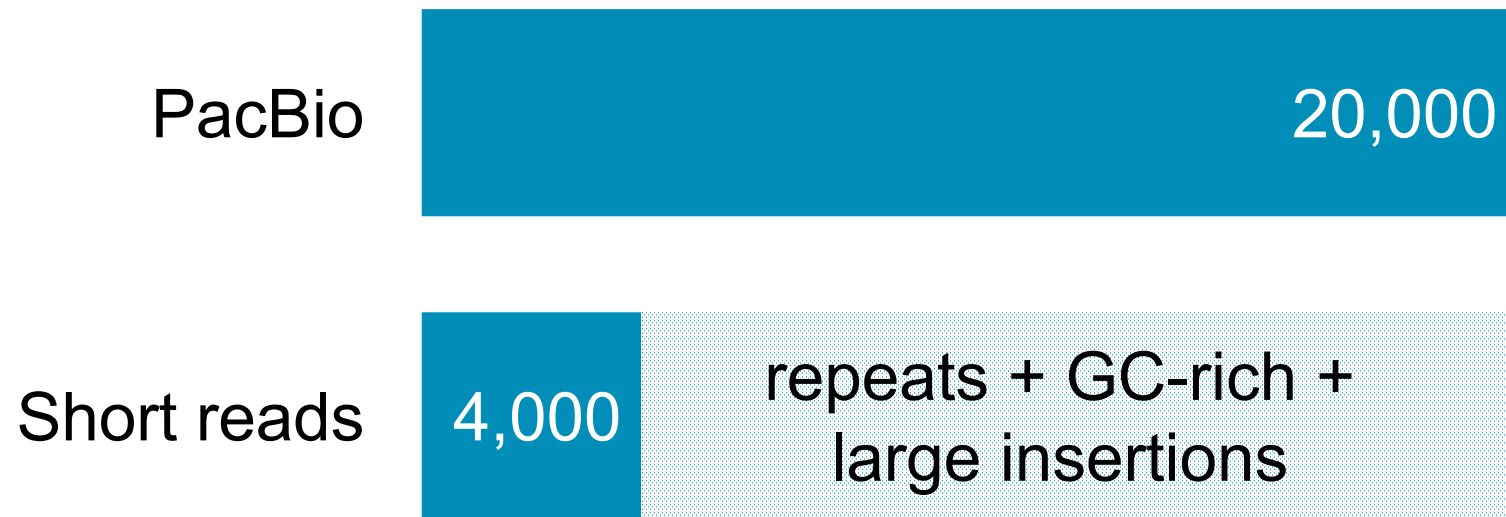 PacBio
20,000
Short reads
4,000
repeats + GC-rich +
large insertions